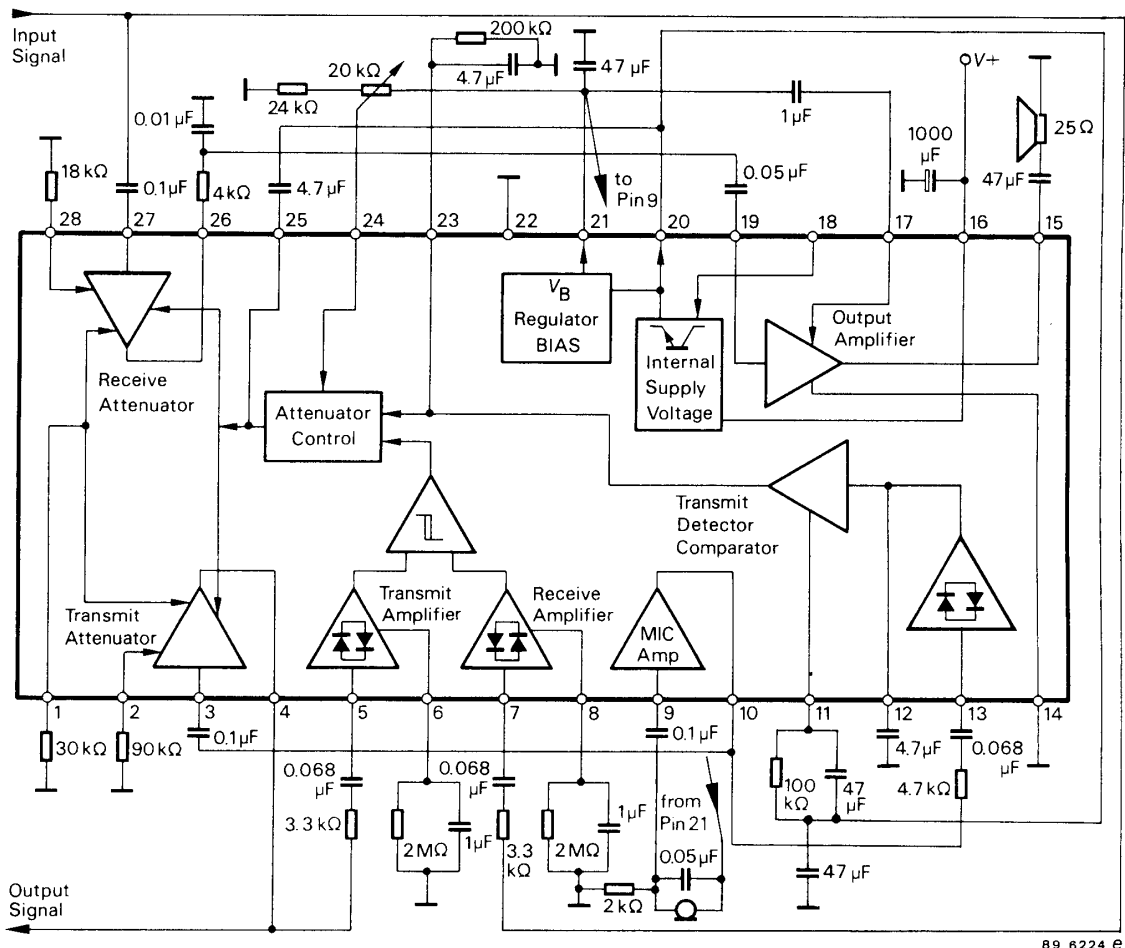 Input
Signal
200 kΩ
4.7 µF
47 µF
20 kΩ
24 kΩ
1 µF
V+
1000
µF
25 Ω
47 µF
0.01 µF
18 kΩ
0.1 µF
4 kΩ
4.7 µF
to
Pin 9
0.05 µF
28
27
26
25
24
23
22
21
20
19
18
17
16
15
VB
Regulator
BIAS
Internal
Supply
Voltage
Output
Amplifier
Receive
Attenuator
Attenuator
Control
Transmit
Detector
Comparator
Transmit
Attenuator
Transmit
Amplifier
Receive
Amplifier
MIC
Amp
1
2
3
4
5
6
7
8
9
10
11
12
13
14
30 kΩ
90 kΩ
0.1 µF
0.068
µF
3.3 kΩ
2 MΩ
1 µF
0.068
µF
3.3
kΩ
2 MΩ
1 µF
0.1 µF
from
Pin 21
0.05 µF
2 kΩ
100
kΩ
47
µF
47 µF
4.7 µF
0.068
µF
4.7 kΩ
Output
Signal
89 6224 e